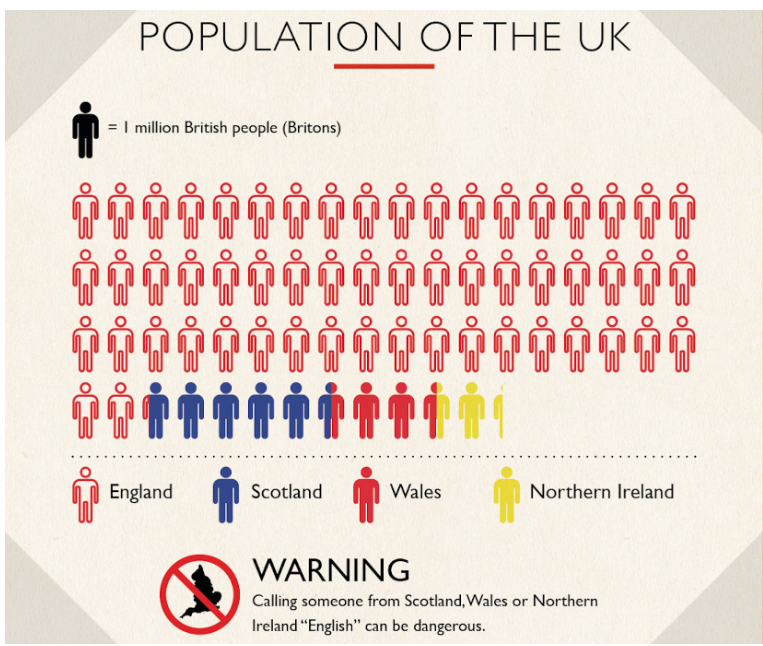 POPULATION OF THE UK
= 1 million British people (Britons)
England Scotland Wales Northern Ireland
WARNING
Calling someone from Scotland, Wales or Northern
Ireland “English” can be dangerous.